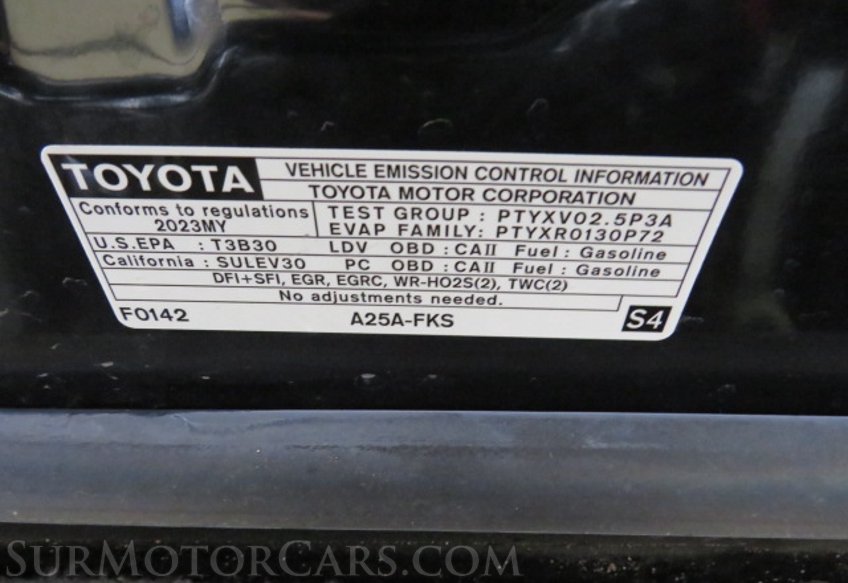 TOYOTA
VEHICLE EMISSION CONTROL INFORMATION
TOYOTA MOTOR CORPORATION
Conforms to regulations
2023MY
TEST GROUP : PTYXV02.5P3A
EVAP FAMILY: PTYXR0130P72
U.S.EPA : T3B30 LDV OBD : CAII Fuel : Gasoline
California : SULEV30 PC OBD : CAII Fuel : Gasoline
DFI+SFI, EGR, EGRC, WR-HO2S(2), TWC(2)
No adjustments needed.
F0142 A25A-FKS S4
SURMOTORCARS.COM